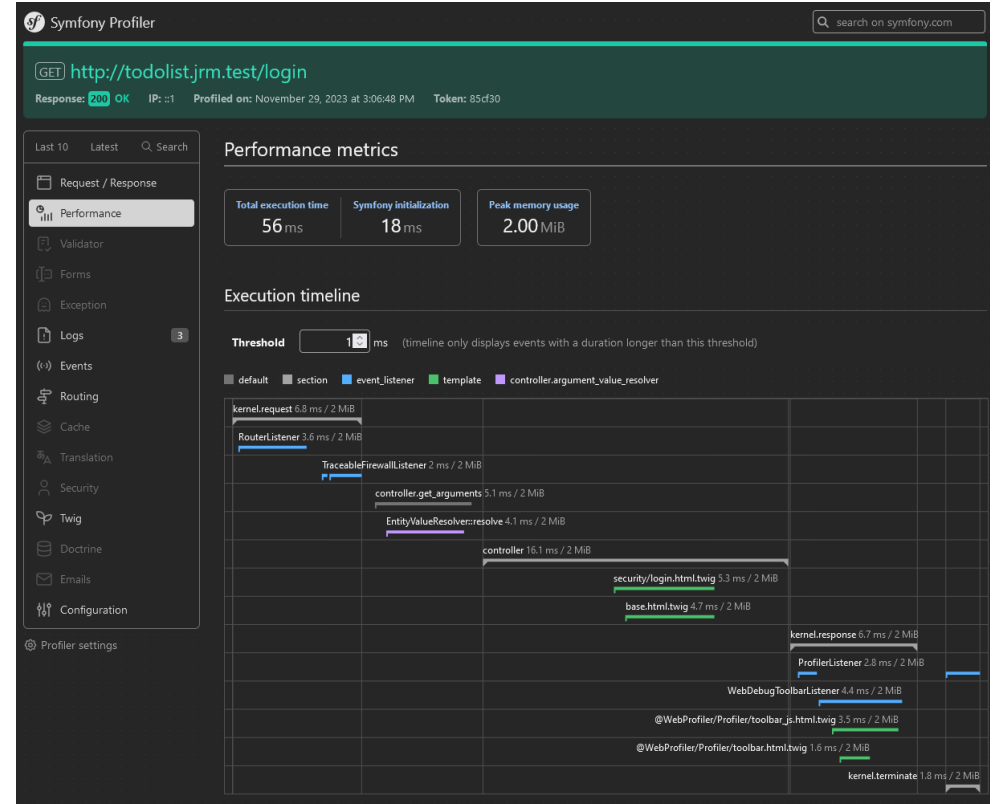 sf Symfony Profiler
search on symfony.com
GET http://todolist.jrm.test/login
Response: 200 OK IP: ::1 Profiled on: November 29, 2023 at 3:06:48 PM Token: 85cf30
Last 10 Latest Search
Request / Response
Performance
Validator
Forms
Exception
Logs 3
Events
Routing
Cache
Translation
Security
Twig
Doctrine
Emails
Configuration
Profiler settings
Performance metrics
Total execution time Symfony initialization Peak memory usage
56 ms 18 ms 2.00 MiB
Execution timeline
Threshold 1 ms (timeline only displays events with a duration longer than this threshold)
default section event_listener template controller.argument_value_resolver
kernel.request 6.8 ms / 2 MiB
RouterListener 3.6 ms / 2 MiB
TraceableFirewallListener 2 ms / 2 MiB
controller.get_arguments 5.1 ms / 2 MiB
EntityValueResolver::resolve 4.1 ms / 2 MiB
controller 16.1 ms / 2 MiB
security/login.html.twig 5.3 ms / 2 MiB
base.html.twig 4.7 ms / 2 MiB
kernel.response 6.7 ms / 2 MiB
ProfilerListener 2.8 ms / 2 MiB
WebDebugToolbarListener 4.4 ms / 2 MiB
@WebProfiler/Profiler/toolbar_js.html.twig 3.5 ms / 2 MiB
@WebProfiler/Profiler/toolbar.html.twig 1.6 ms / 2 MiB
kernel.terminate 1.8 ms / 2 MiB